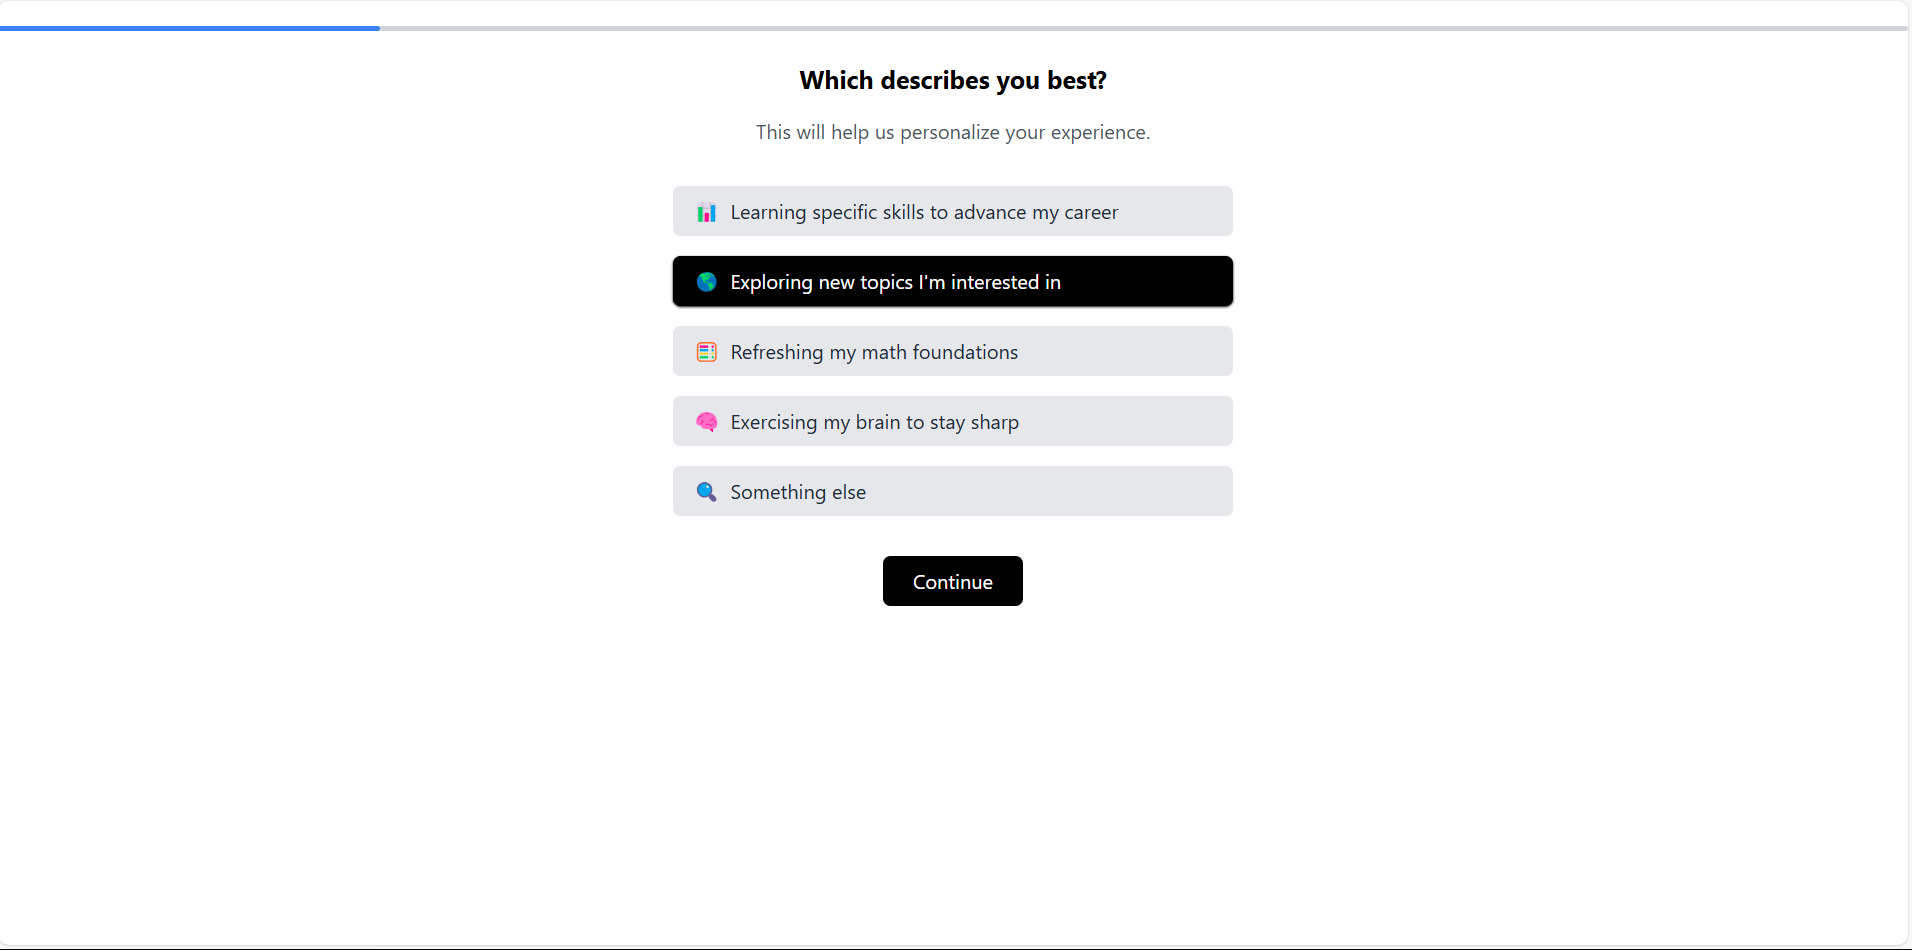 Which describes you best?
This will help us personalize your experience.
Learning specific skills to advance my career
Exploring new topics I'm interested in
Refreshing my math foundations
Exercising my brain to stay sharp
Something else
Continue